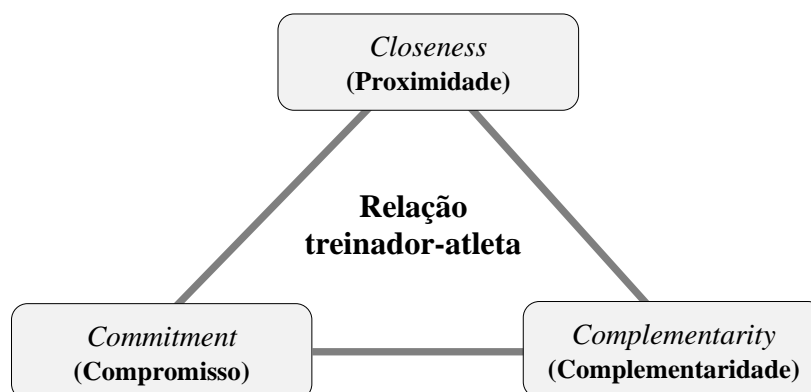 Closeness
(Proximidade)
Relação
treinador-atleta
Commitment
(Compromisso)
Complementarity
(Complementaridade)